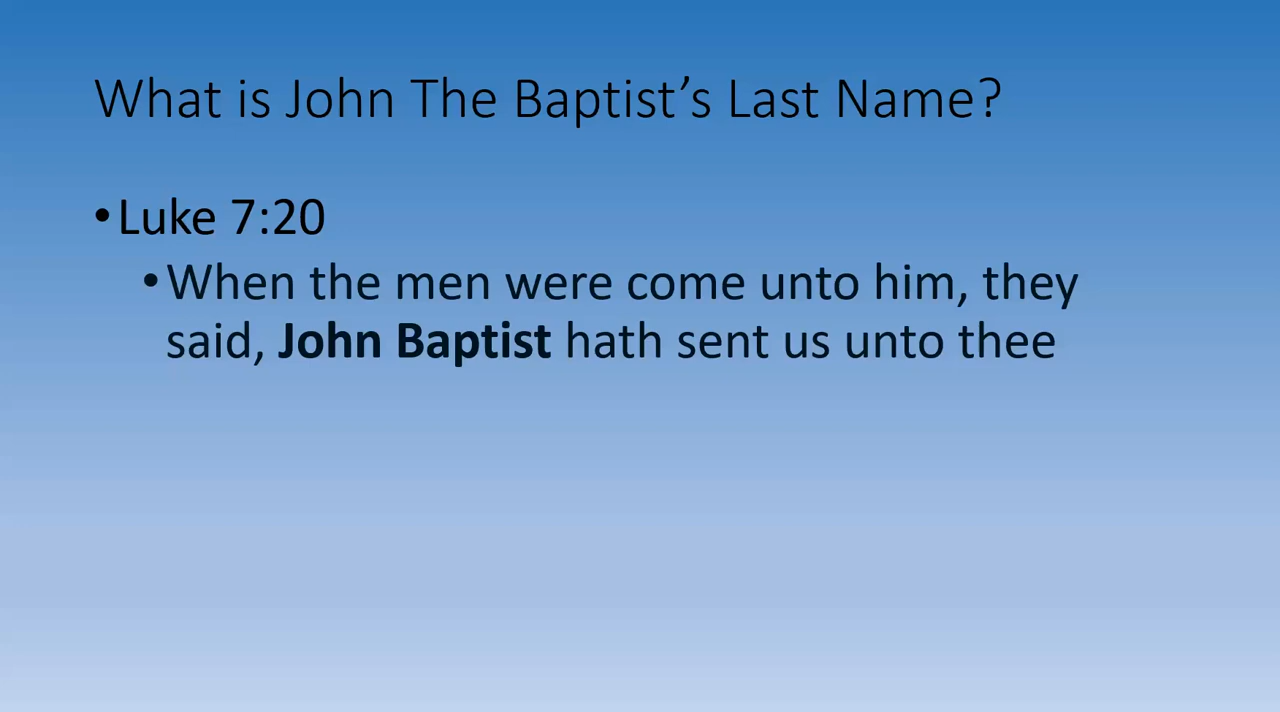 What is John The Baptist’s Last Name?
•Luke 7:20
•When the men were come unto him, they
said, John Baptist hath sent us unto thee